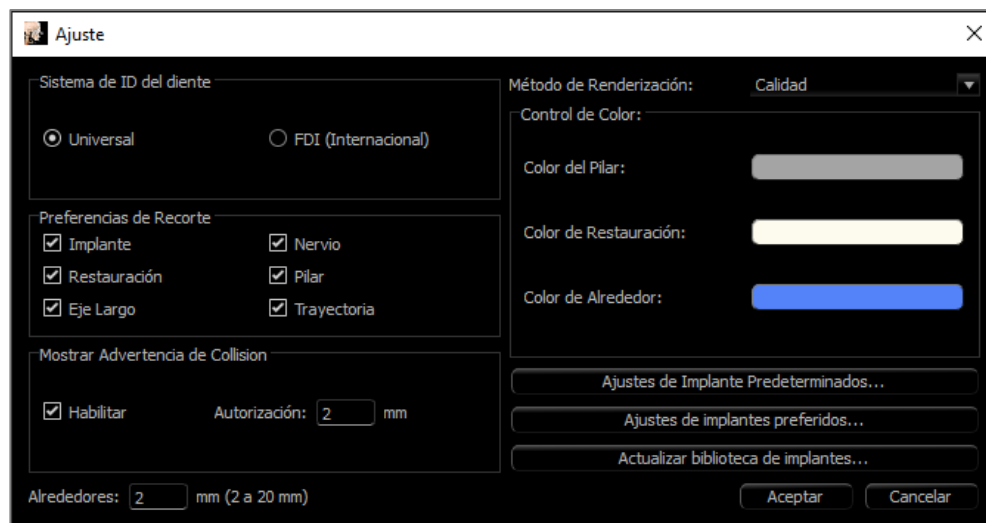 Ajuste
Sistema de ID del diente
Universal
FDI (Internacional)
Preferencias de Recorte
Implante
Nervio
Restauración
Pilar
Eje Largo
Trayectoria
Mostrar Advertencia de Collision
Habilitar
Autorización: 2 mm
Alrededores: 2 mm (2 a 20 mm)
Método de Renderización: Calidad
Control de Color:
Color del Pilar:
Color de Restauración:
Color de Alrededor:
Ajustes de Implante Predeterminados...
Ajustes de implantes preferidos...
Actualizar biblioteca de implantes...
Aceptar
Cancelar